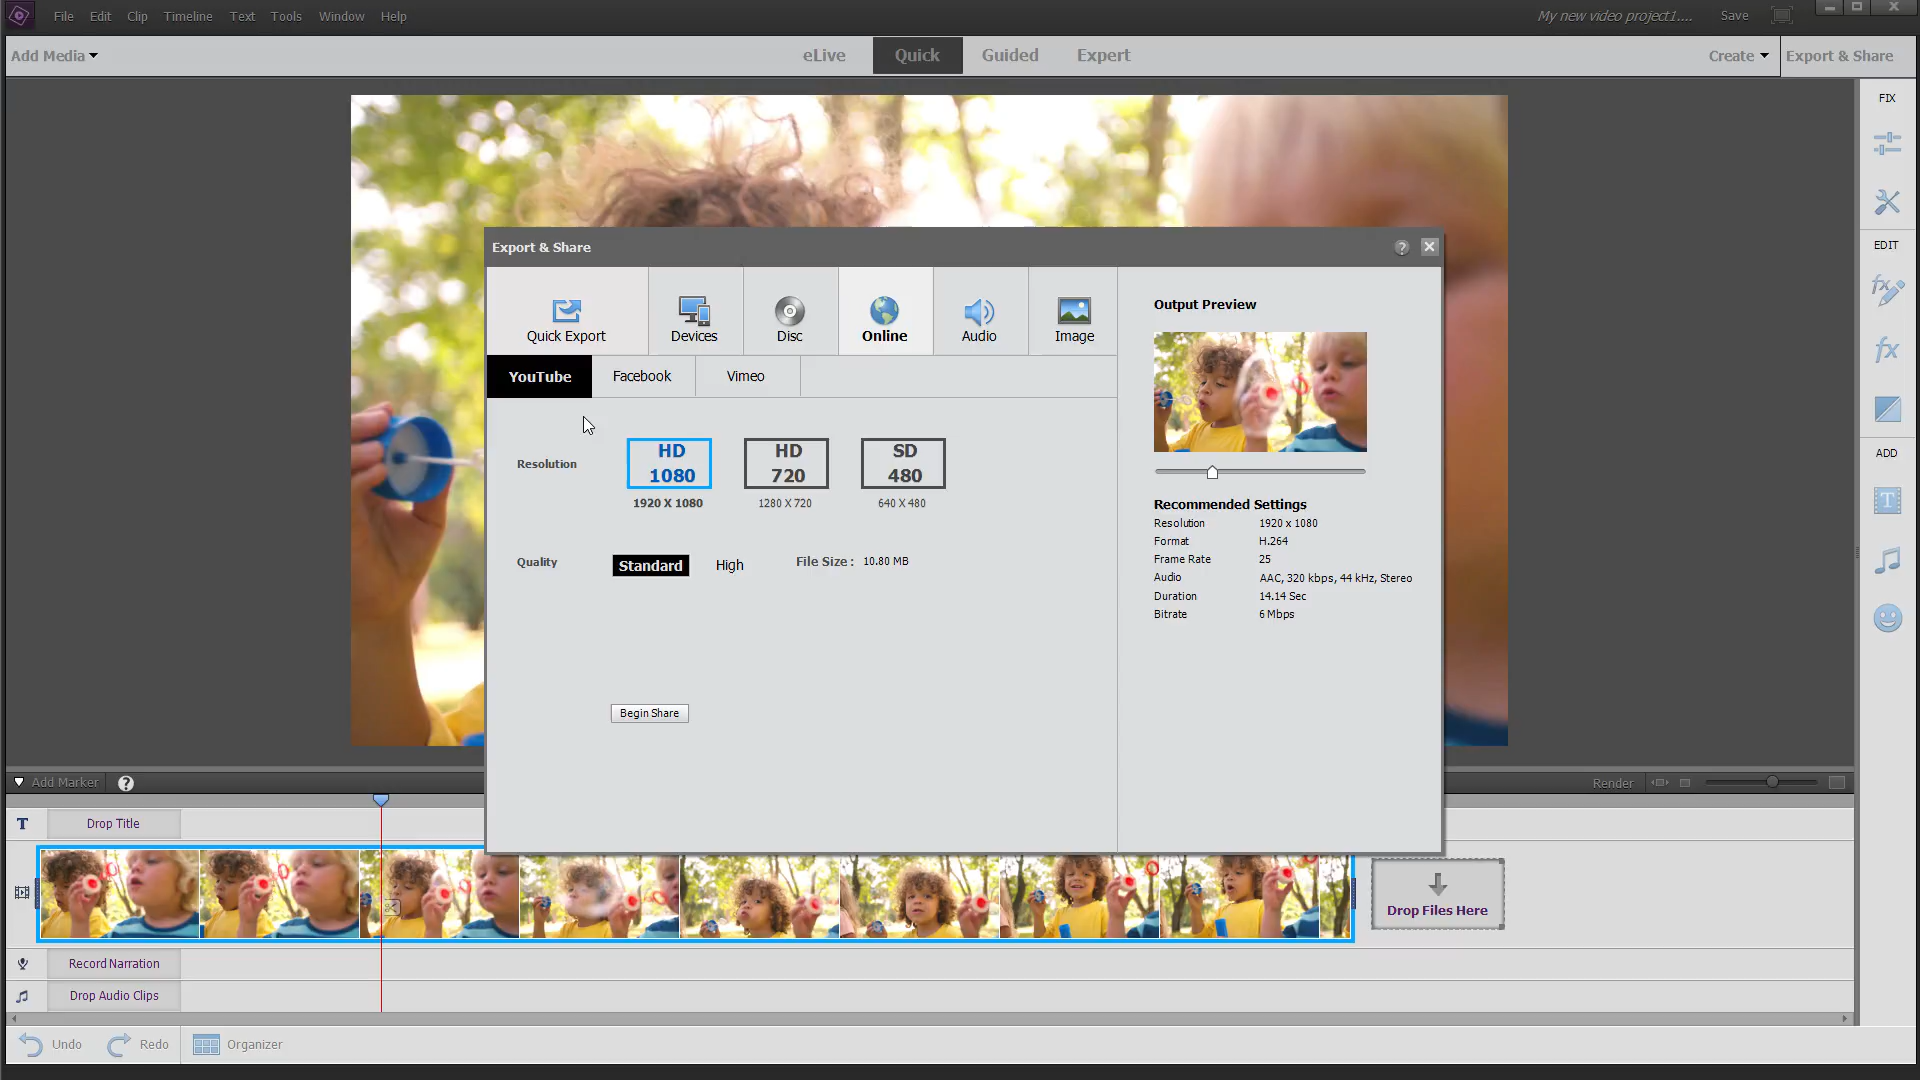 File Edit Clip Timeline Text Tools Window Help
My new video project1.... Save
Add Media
eLive Quick Guided Expert
Create Export & Share
FIX
EDIT
fx
ADD
T
Export & Share
?
Quick Export Devices Disc Online Audio Image
YouTube Facebook Vimeo
Resolution
HD
1080
1920 X 1080
HD
720
1280 X 720
SD
480
640 X 480
Quality Standard High File Size : 10.80 MB
Begin Share
Output Preview
Recommended Settings
Resolution 1920 x 1080
Format H.264
Frame Rate 25
Audio AAC, 320 kbps, 44 kHz, Stereo
Duration 14.14 Sec
Bitrate 6 Mbps
Add Marker ? Render
T Drop Title
Drop Files Here
Record Narration
Drop Audio Clips
Undo Redo Organizer